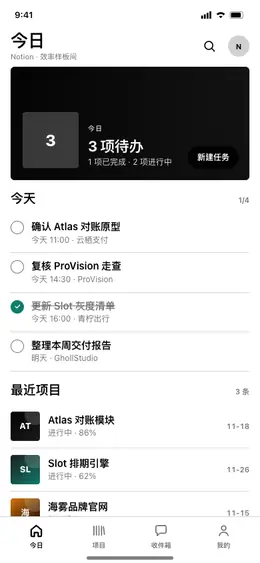 9:41
今日
N
Notion · 效率样板间
今日
3
3 项待办
1 项已完成 · 2 项进行中
新建任务
今天
1/4
确认 Atlas 对账原型
今天 11:00 · 云栖支付
复核 ProVision 走查
今天 14:30 · ProVision
更新 Slot 灰度清单
今天 16:00 · 青柠出行
整理本周交付报告
明天 · GhollStudio
最近项目
3 条
AT
Atlas 对账模块
进行中 · 86%
11-18
SL
Slot 排期引擎
进行中 · 62%
11-26
海
海雾品牌官网
11-15
今日
项目
收件箱
我的